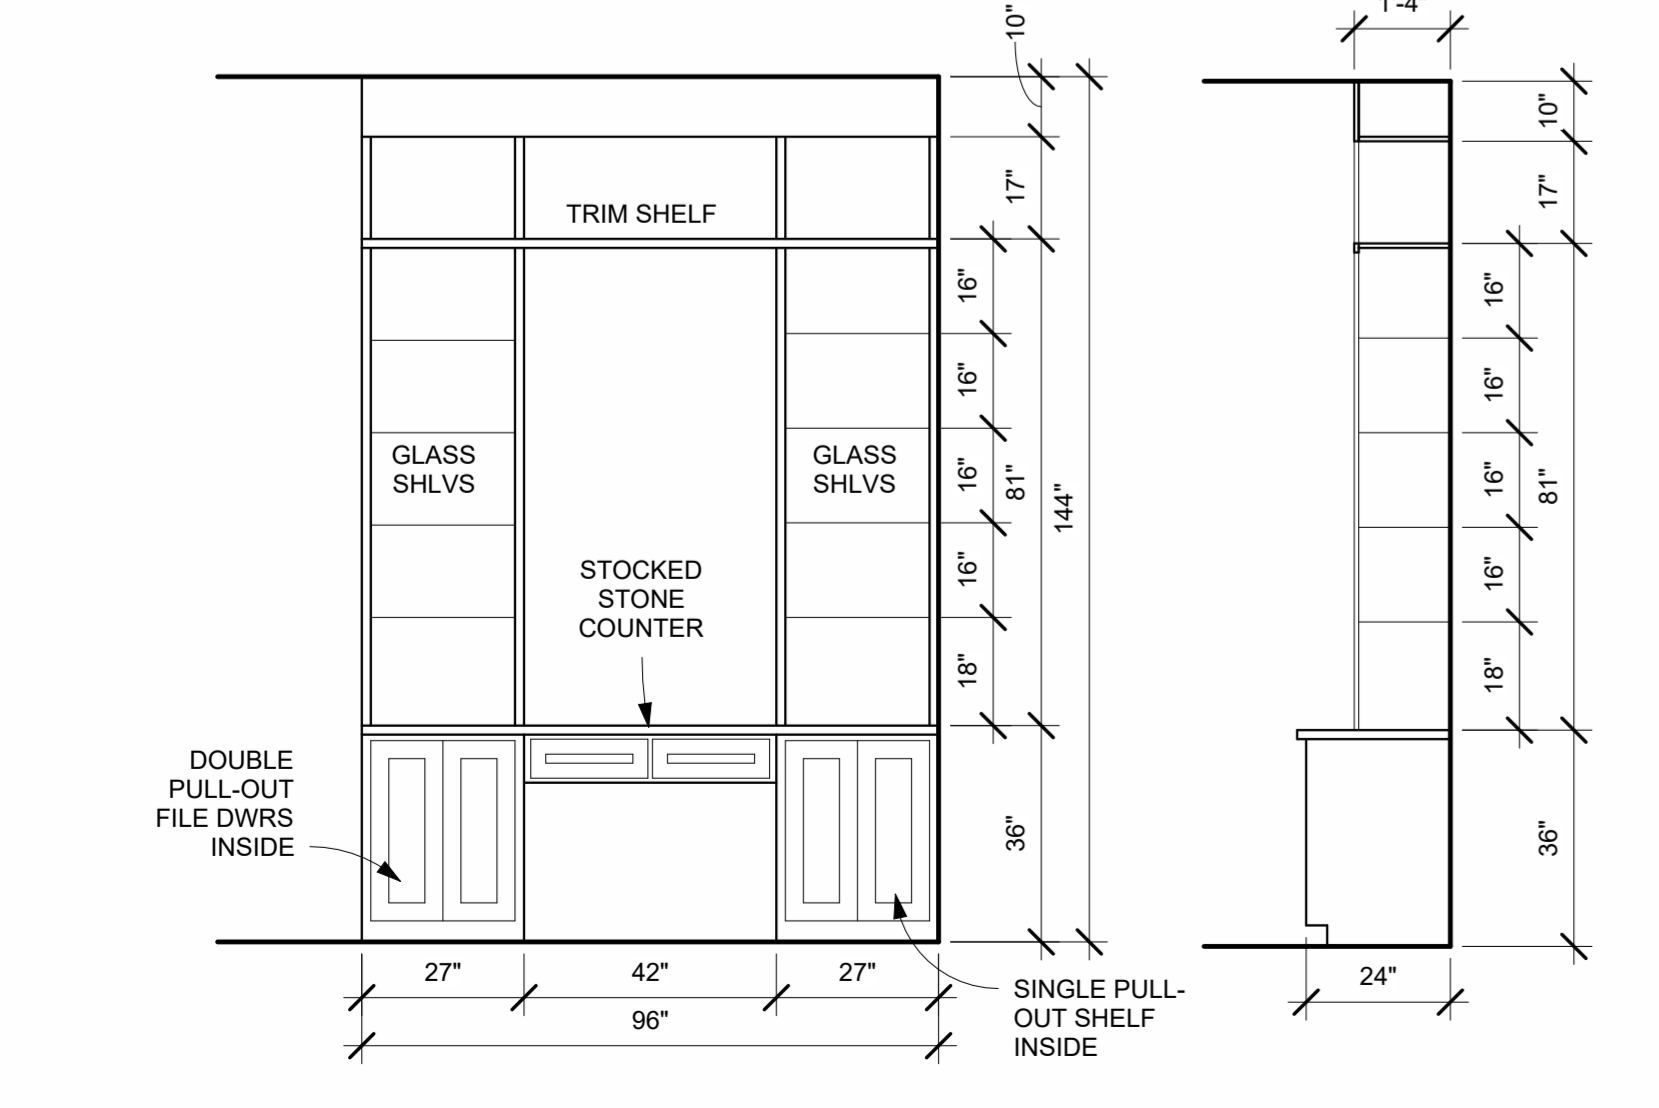 10"
1'-4"
10"
17"
TRIM SHELF
17"
16"
16"
16"
16"
GLASS
SHLVS
GLASS
SHLVS
16"
81"
144"
16"
81"
STOCKED
STONE
COUNTER
16"
16"
18"
18"
DOUBLE
PULL-OUT
FILE DWRS
INSIDE
36"
36"
27"
42"
27"
96"
SINGLE PULL-
OUT SHELF
INSIDE
24"